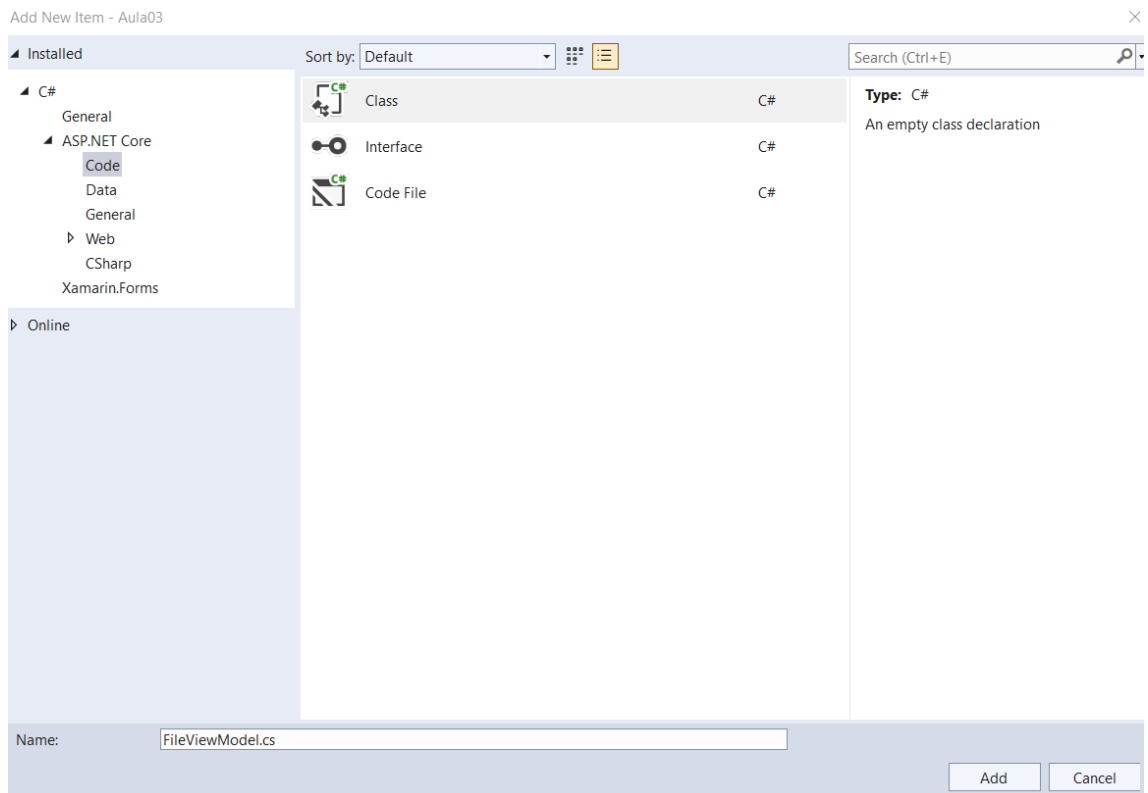 Add New Item - Aula03
Installed
Sort by: Default
Search (Ctrl+E)
C#
General
ASP.NET Core
Code
Data
General
Web
CSharp
Xamarin.Forms
Online
C# Class C#
Interface C#
C# Code File C#
Type: C#
An empty class declaration
Name: FileViewModel.cs
Add Cancel